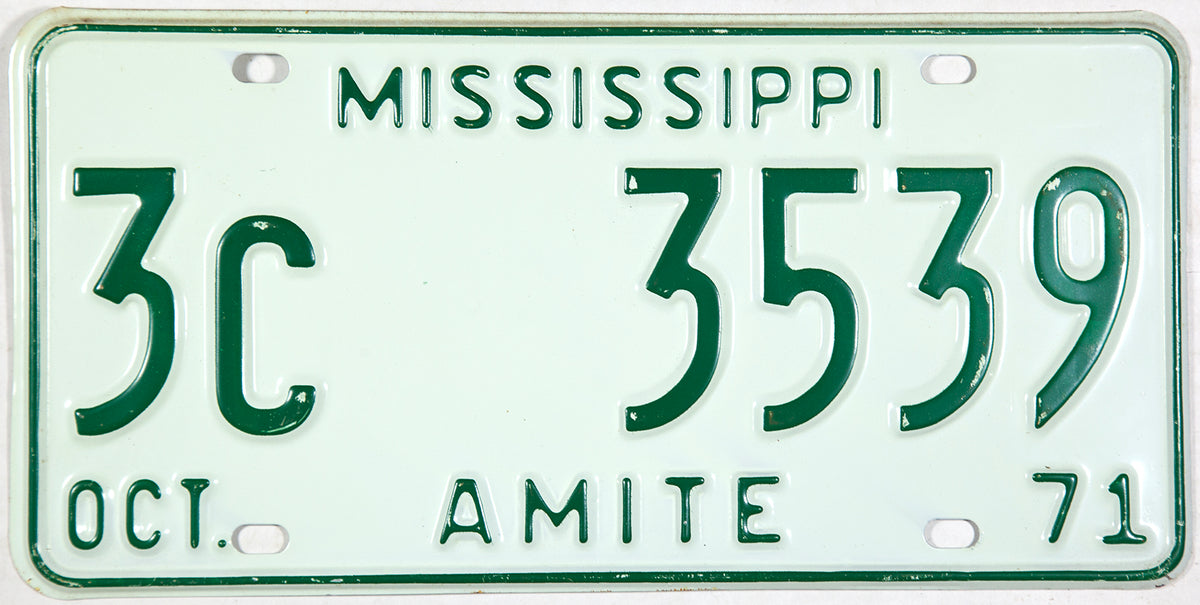 MISSISSIPPI
3C 3539
OCT. AMITE 71